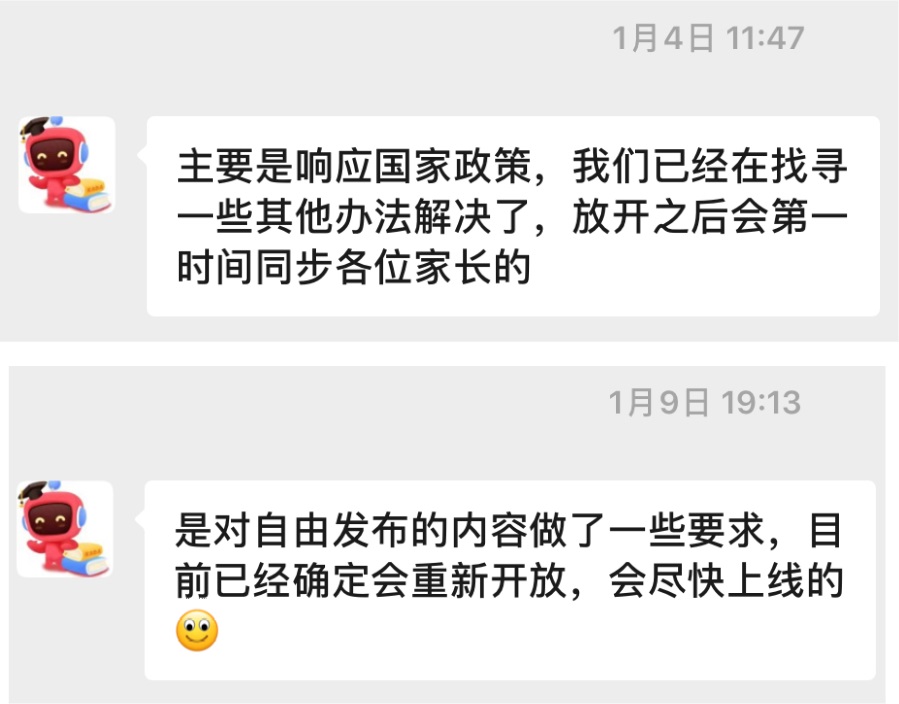 1月4日 11:47
主要是响应国家政策，我们已经在找寻
一些其他办法解决了，放开之后会第一
时间同步各位家长的
1月9日 19:13
是对自由发布的内容做了一些要求，目
前已经确定会重新开放，会尽快上线的